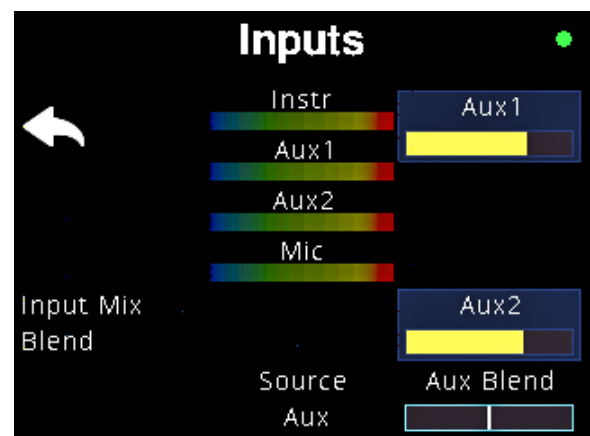 Inputs
Instr
Aux1
Aux1
Aux2
Mic
Input Mix
Blend
Aux2
Source
Aux Blend
Aux